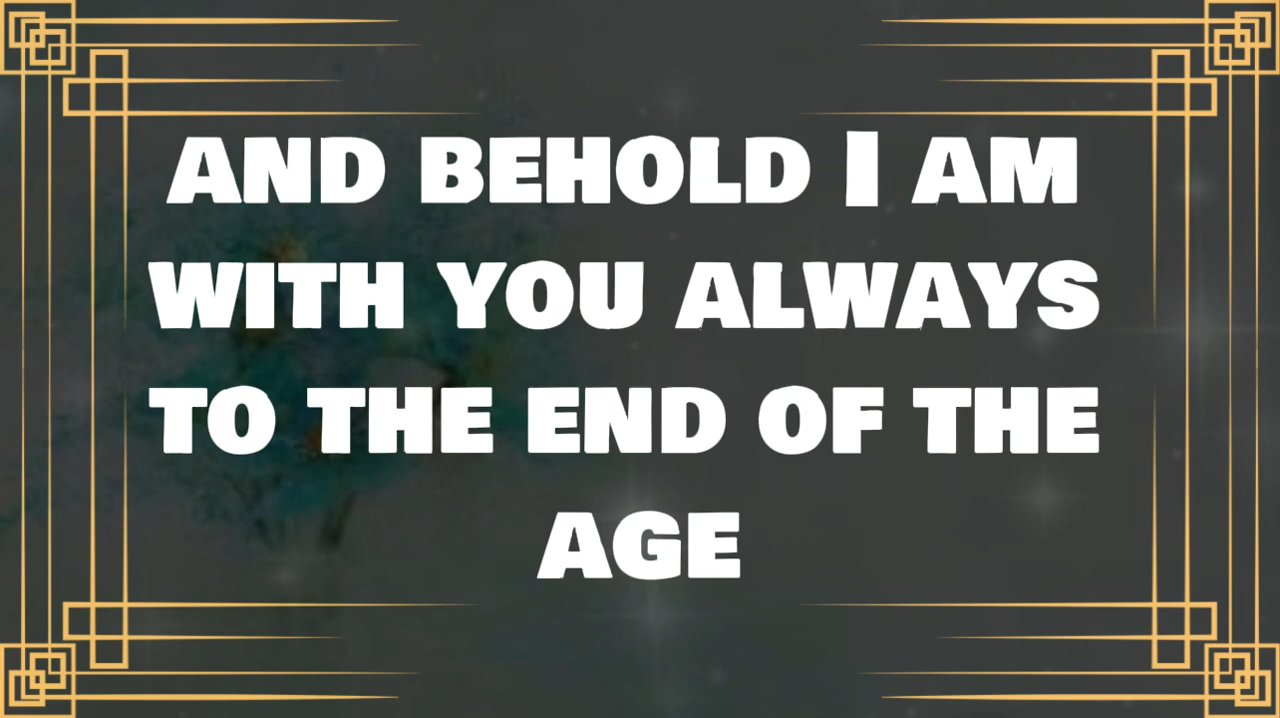 AND BEHOLD I AM
WITH YOU ALWAYS
TO THE END OF THE
AGE